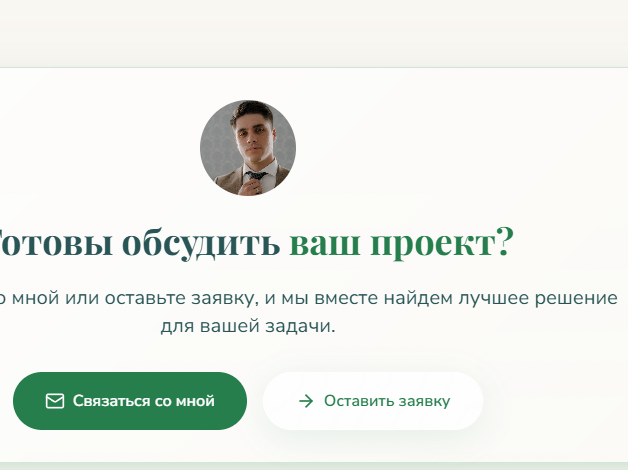 Готовы обсудить ваш проект?
о мной или оставьте заявку, и мы вместе найдем лучшее решение
для вашей задачи.
Связаться со мной
Оставить заявку